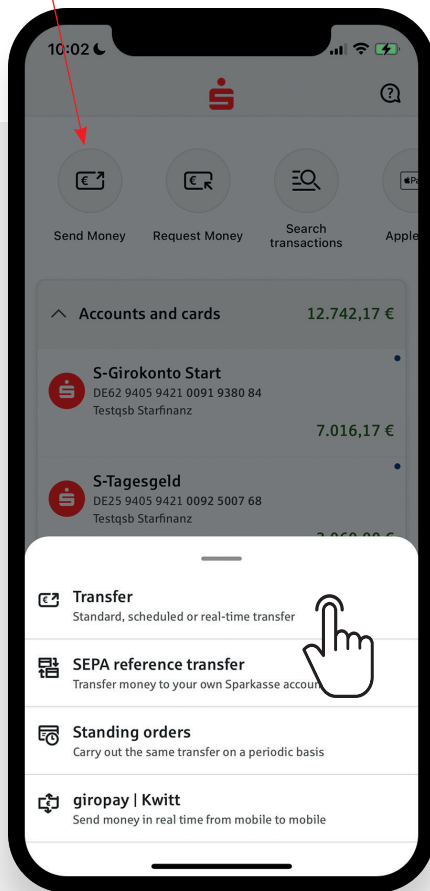 10:02
Send Money
Request Money
Search
transactions
Apple
Accounts and cards 12.742,17 €
S-Girokonto Start
DE62 9405 9421 0091 9380 84
Testqsb Starfinanz
7.016,17 €
S-Tagesgeld
DE25 9405 9421 0092 5007 68
Testqsb Starfinanz
Transfer
Standard, scheduled or real-time transfer
SEPA reference transfer
Transfer money to your own Sparkasse
Standing orders
Carry out the same transfer on a periodic basis
giropay | Kwitt
Send money in real time from mobile to mobile